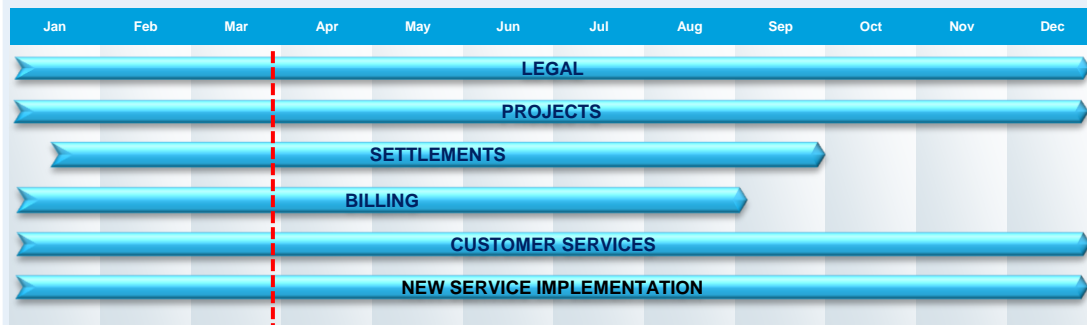 Jan Feb Mar Apr May Jun Jul Aug Sep Oct Nov Dec
LEGAL
PROJECTS
SETTLEMENTS
BILLING
CUSTOMER SERVICES
NEW SERVICE IMPLEMENTATION